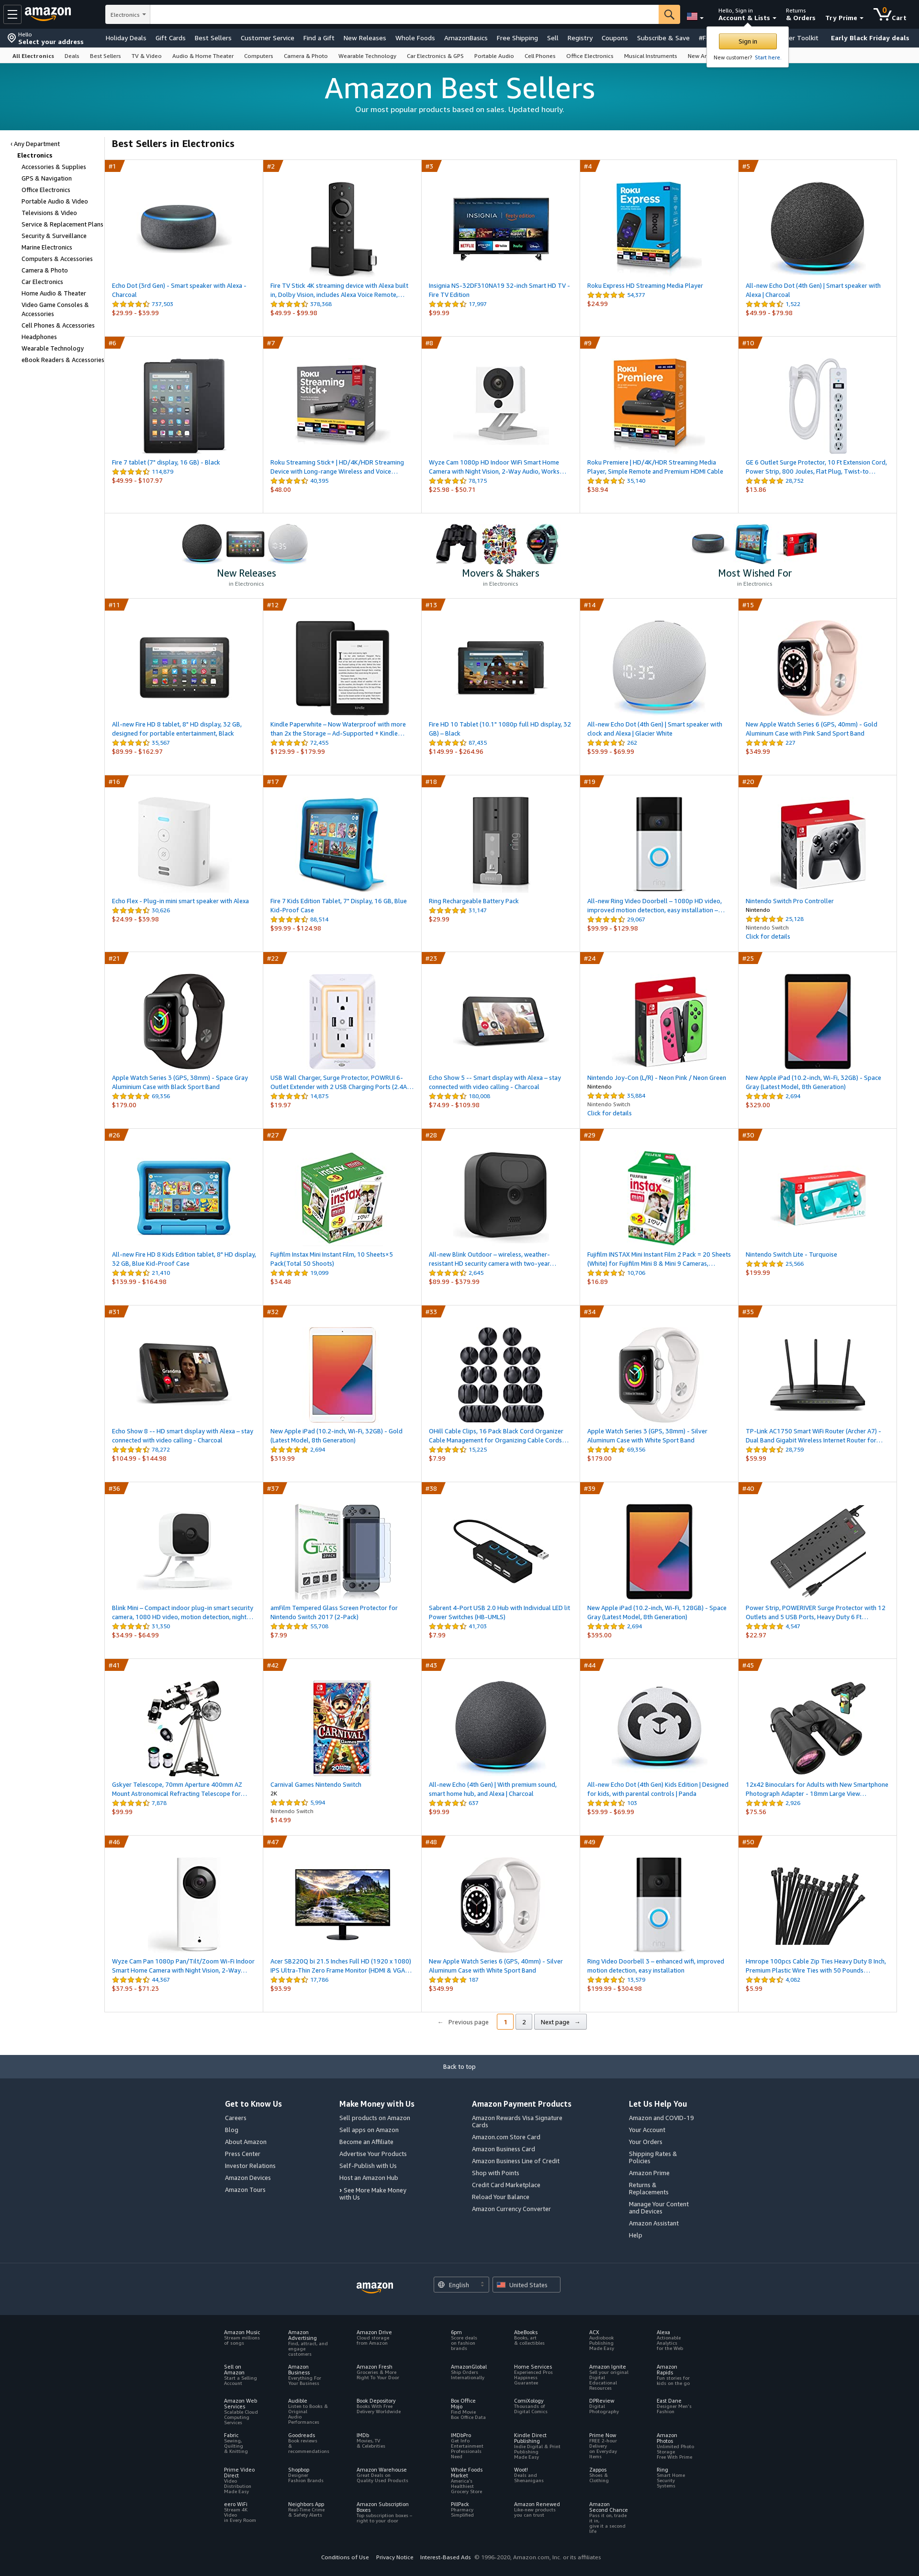 amazon
Electronics
Hello, Sign in
Account & Lists
Returns
& Orders
Try Prime
0
Cart
Hello
Select your address
Holiday Deals
Gift Cards
Best Sellers
Customer Service
Find a Gift
New Releases
Whole Foods
AmazonBasics
Free Shipping
Sell
Registry
Coupons
Subscribe & Save
Early Black Friday deals
Sign in
New customer? Start here.
All Electronics
Deals
Best Sellers
TV & Video
Audio & Home Theater
Computers
Camera & Photo
Wearable Technology
Car Electronics & GPS
Portable Audio
Cell Phones
Office Electronics
Musical Instruments
Amazon Best Sellers
Our most popular products based on sales. Updated hourly.
‹ Any Department
Electronics
Accessories & Supplies
GPS & Navigation
Office Electronics
Portable Audio & Video
Televisions & Video
Service & Replacement Plans
Security & Surveillance
Marine Electronics
Computers & Accessories
Camera & Photo
Car Electronics
Home Audio & Theater
Video Game Consoles &
Accessories
Cell Phones & Accessories
Headphones
Wearable Technology
eBook Readers & Accessories
Best Sellers in Electronics
#1
Echo Dot (3rd Gen) - Smart speaker with Alexa -
Charcoal
737,503
$29.99 - $39.99
#2
Fire TV Stick 4K streaming device with Alexa built
in, Dolby Vision, includes Alexa Voice Remote,…
378,368
$49.99 - $99.98
#3
Insignia NS-32DF310NA19 32-inch Smart HD TV -
Fire TV Edition
17,997
$99.99
#4
Roku Express HD Streaming Media Player
54,377
$24.99
#5
All-new Echo Dot (4th Gen) | Smart speaker with
Alexa | Charcoal
1,522
$49.99 - $79.98
#6
Fire 7 tablet (7" display, 16 GB) - Black
114,879
$49.99 - $107.97
#7
Roku Streaming Stick+ | HD/4K/HDR Streaming
Device with Long-range Wireless and Voice…
40,395
$48.00
#8
Wyze Cam 1080p HD Indoor WiFi Smart Home
Camera with Night Vision, 2-Way Audio, Works…
78,175
$25.98 - $50.71
#9
Roku Premiere | HD/4K/HDR Streaming Media
Player, Simple Remote and Premium HDMI Cable
35,140
$38.94
#10
GE 6 Outlet Surge Protector, 10 Ft Extension Cord,
Power Strip, 800 Joules, Flat Plug, Twist-to…
28,752
$13.86
New Releases
in Electronics
Movers & Shakers
in Electronics
Most Wished For
in Electronics
#11
All-new Fire HD 8 tablet, 8" HD display, 32 GB,
designed for portable entertainment, Black
35,567
$89.99 - $162.97
#12
Kindle Paperwhite – Now Waterproof with more
than 2x the Storage – Ad-Supported + Kindle…
72,455
$129.99 - $179.99
#13
Fire HD 10 Tablet (10.1" 1080p full HD display, 32
GB) – Black
87,435
$149.99 - $264.96
#14
All-new Echo Dot (4th Gen) | Smart speaker with
clock and Alexa | Glacier White
262
$59.99 - $69.99
#15
New Apple Watch Series 6 (GPS, 40mm) - Gold
Aluminum Case with Pink Sand Sport Band
227
$349.99
#16
Echo Flex - Plug-in mini smart speaker with Alexa
30,626
$24.99 - $39.98
#17
Fire 7 Kids Edition Tablet, 7" Display, 16 GB, Blue
Kid-Proof Case
88,514
$99.99 - $124.98
#18
Ring Rechargeable Battery Pack
31,147
$29.99
#19
All-new Ring Video Doorbell – 1080p HD video,
improved motion detection, easy installation –…
29,067
$99.99 - $129.98
#20
Nintendo Switch Pro Controller
Nintendo
25,128
Nintendo Switch
Click for details
#21
Apple Watch Series 3 (GPS, 38mm) - Space Gray
Aluminium Case with Black Sport Band
69,356
$179.00
#22
USB Wall Charger, Surge Protector, POWRUI 6-
Outlet Extender with 2 USB Charging Ports (2.4A…
14,875
$19.97
#23
Echo Show 5 -- Smart display with Alexa – stay
connected with video calling - Charcoal
180,008
$74.99 - $109.98
#24
Nintendo Joy-Con (L/R) - Neon Pink / Neon Green
Nintendo
35,884
Nintendo Switch
Click for details
#25
New Apple iPad (10.2-inch, Wi-Fi, 32GB) - Space
Gray (Latest Model, 8th Generation)
2,694
$329.00
#26
All-new Fire HD 8 Kids Edition tablet, 8" HD display,
32 GB, Blue Kid-Proof Case
21,410
$139.99 - $164.98
#27
Fujifilm Instax Mini Instant Film, 10 Sheets×5
Pack(Total 50 Shoots)
19,099
$34.48
#28
All-new Blink Outdoor – wireless, weather-
resistant HD security camera with two-year…
2,645
$89.99 - $379.99
#29
Fujifilm INSTAX Mini Instant Film 2 Pack = 20 Sheets
(White) for Fujifilm Mini 8 & Mini 9 Cameras,…
10,706
$16.89
#30
Nintendo Switch Lite - Turquoise
25,566
$199.99
#31
Echo Show 8 -- HD smart display with Alexa – stay
connected with video calling - Charcoal
78,272
$104.99 - $144.98
#32
New Apple iPad (10.2-inch, Wi-Fi, 32GB) - Gold
(Latest Model, 8th Generation)
2,694
$319.99
#33
OHill Cable Clips, 16 Pack Black Cord Organizer
Cable Management for Organizing Cable Cords…
15,225
$7.99
#34
Apple Watch Series 3 (GPS, 38mm) - Silver
Aluminum Case with White Sport Band
69,356
$179.00
#35
TP-Link AC1750 Smart WiFi Router (Archer A7) -
Dual Band Gigabit Wireless Internet Router for…
28,759
$59.99
#36
Blink Mini – Compact indoor plug-in smart security
camera, 1080 HD video, motion detection, night…
31,350
$34.99 - $64.99
#37
amFilm Tempered Glass Screen Protector for
Nintendo Switch 2017 (2-Pack)
55,708
$7.99
#38
Sabrent 4-Port USB 2.0 Hub with Individual LED lit
Power Switches (HB-UMLS)
41,703
$7.99
#39
New Apple iPad (10.2-inch, Wi-Fi, 128GB) - Space
Gray (Latest Model, 8th Generation)
2,694
$395.00
#40
Power Strip, POWERIVER Surge Protector with 12
Outlets and 5 USB Ports, Heavy Duty 6 Ft…
4,547
$22.97
#41
Gskyer Telescope, 70mm Aperture 400mm AZ
Mount Astronomical Refracting Telescope for…
7,878
$99.99
#42
Carnival Games Nintendo Switch
2K
5,994
Nintendo Switch
$14.99
#43
All-new Echo (4th Gen) | With premium sound,
smart home hub, and Alexa | Charcoal
637
$99.99
#44
All-new Echo Dot (4th Gen) Kids Edition | Designed
for kids, with parental controls | Panda
103
$59.99 - $69.99
#45
12x42 Binoculars for Adults with New Smartphone
Photograph Adapter - 18mm Large View…
2,926
$75.56
#46
Wyze Cam Pan 1080p Pan/Tilt/Zoom Wi-Fi Indoor
Smart Home Camera with Night Vision, 2-Way…
44,367
$37.95 - $71.23
#47
Acer SB220Q bi 21.5 Inches Full HD (1920 x 1080)
IPS Ultra-Thin Zero Frame Monitor (HDMI & VGA…
17,766
$93.99
#48
New Apple Watch Series 6 (GPS, 40mm) - Silver
Aluminum Case with White Sport Band
187
$349.99
#49
Ring Video Doorbell 3 – enhanced wifi, improved
motion detection, easy installation
13,579
$199.99 - $304.98
#50
Hmrope 100pcs Cable Zip Ties Heavy Duty 8 Inch,
Premium Plastic Wire Ties with 50 Pounds…
4,082
$5.99
← Previous page
1
2
Next page →
Back to top
Get to Know Us
Careers
Blog
About Amazon
Press Center
Investor Relations
Amazon Devices
Amazon Tours
Make Money with Us
Sell products on Amazon
Sell apps on Amazon
Become an Affiliate
Advertise Your Products
Self-Publish with Us
Host an Amazon Hub
› See More Make Money
with Us
Amazon Payment Products
Amazon Rewards Visa Signature
Cards
Amazon.com Store Card
Amazon Business Card
Amazon Business Line of Credit
Shop with Points
Credit Card Marketplace
Reload Your Balance
Amazon Currency Converter
Let Us Help You
Amazon and COVID-19
Your Account
Your Orders
Shipping Rates &
Policies
Amazon Prime
Returns &
Replacements
Manage Your Content
and Devices
Amazon Assistant
Help
amazon
English
United States
Amazon Music
Stream millions
of songs
Amazon
Advertising
Find, attract, and
engage
customers
Amazon Drive
Cloud storage
from Amazon
6pm
Score deals
on fashion
brands
AbeBooks
Books, art
& collectibles
ACX
Audiobook
Publishing
Made Easy
Alexa
Actionable
Analytics
for the Web
Sell on
Amazon
Start a Selling
Account
Amazon
Business
Everything For
Your Business
Amazon Fresh
Groceries & More
Right To Your Door
AmazonGlobal
Ship Orders
Internationally
Home Services
Experienced Pros
Happiness
Guarantee
Amazon Ignite
Sell your original
Digital
Educational
Resources
Amazon
Rapids
Fun stories for
kids on the go
Amazon Web
Services
Scalable Cloud
Computing
Services
Audible
Listen to Books &
Original
Audio
Performances
Book Depository
Books With Free
Delivery Worldwide
Box Office
Mojo
Find Movie
Box Office Data
ComiXology
Thousands of
Digital Comics
DPReview
Digital
Photography
East Dane
Designer Men's
Fashion
Fabric
Sewing,
Quilting
& Knitting
Goodreads
Book reviews
&
recommendations
IMDb
Movies, TV
& Celebrities
IMDbPro
Get Info
Entertainment
Professionals
Need
Kindle Direct
Publishing
Indie Digital & Print
Publishing
Made Easy
Prime Now
FREE 2-hour
Delivery
on Everyday
Items
Amazon
Photos
Unlimited Photo
Storage
Free With Prime
Prime Video
Direct
Video
Distribution
Made Easy
Shopbop
Designer
Fashion Brands
Amazon Warehouse
Great Deals on
Quality Used Products
Whole Foods
Market
America's
Healthiest
Grocery Store
Woot!
Deals and
Shenanigans
Zappos
Shoes &
Clothing
Ring
Smart Home
Security
Systems
eero WiFi
Stream 4K
Video
in Every Room
Neighbors App
Real-Time Crime
& Safety Alerts
Amazon Subscription
Boxes
Top subscription boxes –
right to your door
PillPack
Pharmacy
Simplified
Amazon Renewed
Like-new products
you can trust
Amazon
Second Chance
Pass it on, trade
it in,
give it a second
life
Conditions of Use
Privacy Notice
Interest-Based Ads
© 1996-2020, Amazon.com, Inc. or its affiliates